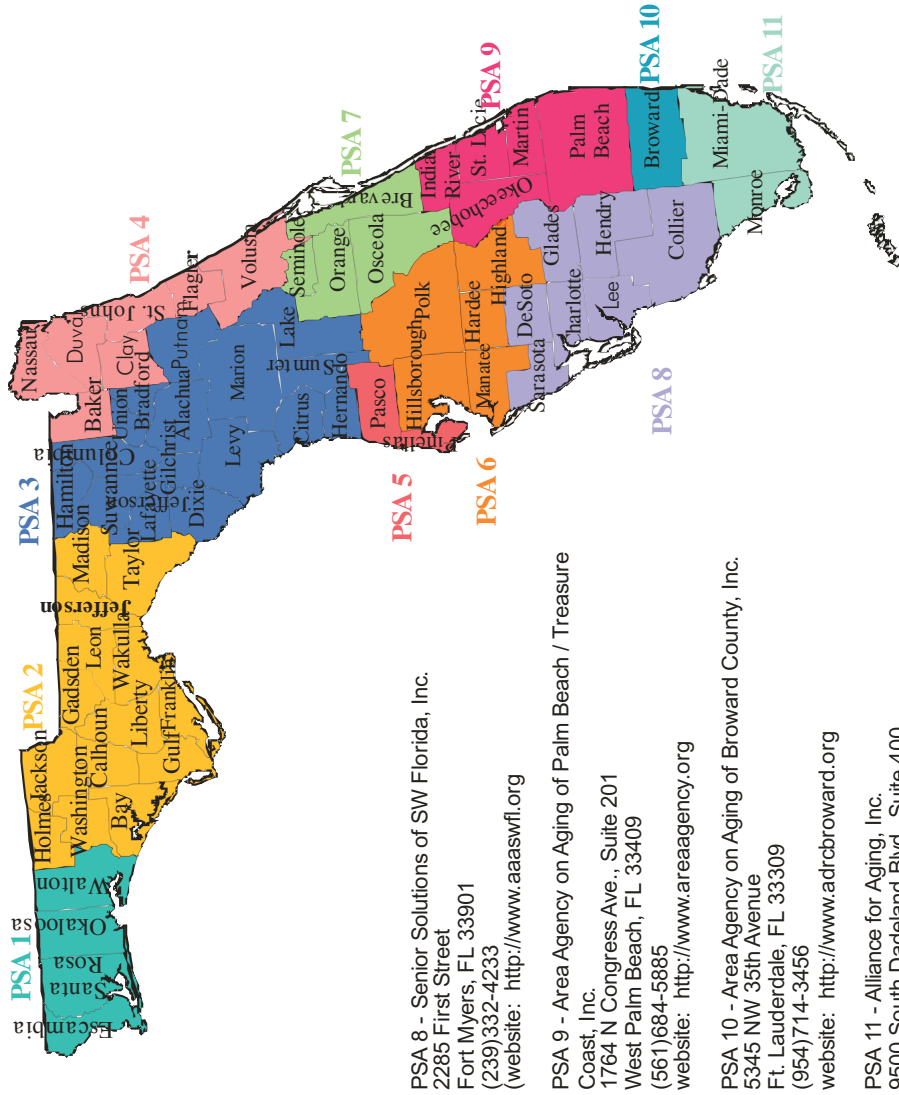 PSA 1
Escambia
Santa
Rosa
Okaloosa
Walton
PSA 2
Holmes
Jackson
Washington
Bay
Calhoun
Gadsden
Liberty
Gulf
Franklin
Leon
Wakulla
Jefferson
Madison
Taylor
PSA 3
Hamilton
Columbia
Suwannee
Lafayette
Jefferson
Dixie
Gilchrist
Union
Bradford
Alachua
Putnam
Levy
Marion
Citrus
Hernando
Sumter
Lake
PSA 4
Nassau
Duval
Baker
Clay
St. Johns
Flagler
Volusi
PSA 5
Pasco
Pinellas
PSA 6
Hillsborough
Polk
Manatee
Hardee
Highland
PSA 7
Seminole
Orange
Osceola
Brevar
PSA 8
Sarasota
DeSoto
Charlotte
Glades
Lee
Hendry
Collier
PSA 9
Indian
River
St. Lucie
Okeechobee
Martin
Palm
Beach
PSA 10
Broward
PSA 11
Miami-Dade
Monroe
PSA 8 - Senior Solutions of SW Florida, Inc.
2285 First Street
Fort Myers, FL 33901
(239)332-4233
(website: http://www.aaaswfl.org
PSA 9 - Area Agency on Aging of Palm Beach / Treasure
Coast, Inc.
1764 N Congress Ave., Suite 201
West Palm Beach, FL 33409
(561)684-5885
website: http://www.areaagency.org
PSA 10 - Area Agency on Aging of Broward County, Inc.
5345 NW 35th Avenue
Ft. Lauderdale, FL 33309
(954)714-3456
website: http://www.adrcbroward.org
PSA 11 - Alliance for Aging, Inc.
9500 South Dadeland Blvd., Suite 400